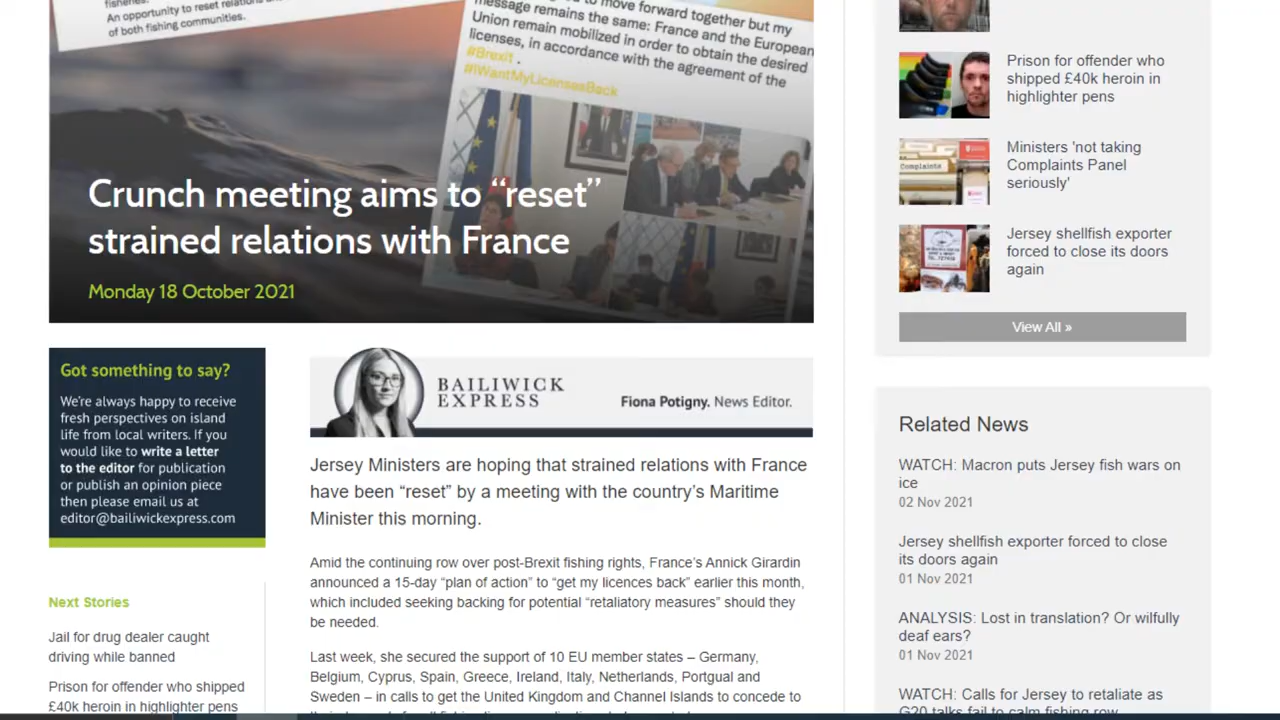 fisheries.
An opportunity to reset relations
of both fishing communities.
to move forward together but my
message remains the same: France and the European
Union remain mobilized in order to obtain the desired
licenses, in accordance with the agreement of the
#Brexit .
#IWantMyLicensesBack
Crunch meeting aims to “reset”
strained relations with France
Monday 18 October 2021
Got something to say?
We're always happy to receive
fresh perspectives on island
life from local writers. If you
would like to write a letter
to the editor for publication
or publish an opinion piece
then please email us at
editor@bailiwickexpress.com
Next Stories
Jail for drug dealer caught
driving while banned
Prison for offender who shipped
£40k heroin in highlighter pens
BAILIWICK
EXPRESS
Fiona Potigny. News Editor.
Jersey Ministers are hoping that strained relations with France
have been “reset” by a meeting with the country’s Maritime
Minister this morning.
Amid the continuing row over post-Brexit fishing rights, France’s Annick Girardin
announced a 15-day “plan of action” to “get my licences back” earlier this month,
which included seeking backing for potential “retaliatory measures” should they
be needed.
Last week, she secured the support of 10 EU member states – Germany,
Belgium, Cyprus, Spain, Greece, Ireland, Italy, Netherlands, Portgual and
Sweden – in calls to get the United Kingdom and Channel Islands to concede to
Prison for offender who
shipped £40k heroin in
highlighter pens
Complaints
Ministers 'not taking
Complaints Panel
seriously'
Jersey shellfish exporter
forced to close its doors
again
View All »
Related News
WATCH: Macron puts Jersey fish wars on
ice
02 Nov 2021
Jersey shellfish exporter forced to close
its doors again
01 Nov 2021
ANALYSIS: Lost in translation? Or wilfully
deaf ears?
01 Nov 2021
WATCH: Calls for Jersey to retaliate as
G20 talks fail to calm fishing row